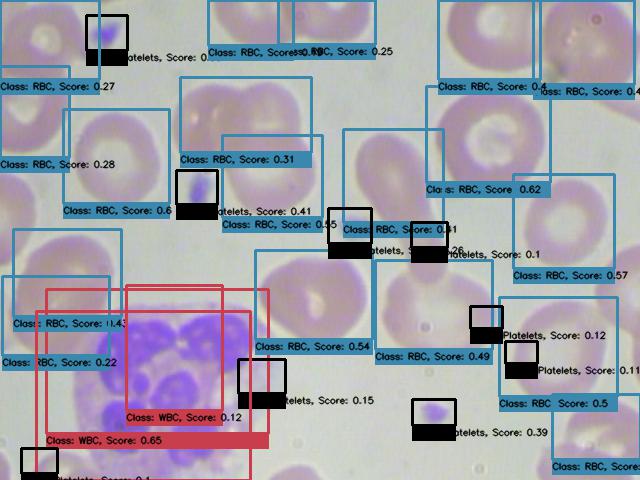 Class: RBC, Score: 0.25
Class: RBC, Score: 0.27
Class: RBC, Score: 0.4
Class: RBC, Score: 0.28
Class: RBC, Score: 0.31
Class: RBC, Score: 0.62
Class: RBC, Score: 0.6
Platelets, Score: 0.41
Class: RBC, Score: 0.55
Class: RBC, Score: 0.41
Platelets, Score: 0.1
Class: RBC, Score: 0.57
Class: RBC, Score: 0.43
Platelets, Score: 0.12
Class: RBC, Score: 0.54
Class: RBC, Score: 0.49
Class: RBC, Score: 0.22
Platelets, Score: 0.11
Score: 0.15
Class: RBC, Score: 0.5
Class: WBC, Score: 0.12
Platelets, Score: 0.39
Class: WBC, Score: 0.65
Class: RBC, Score